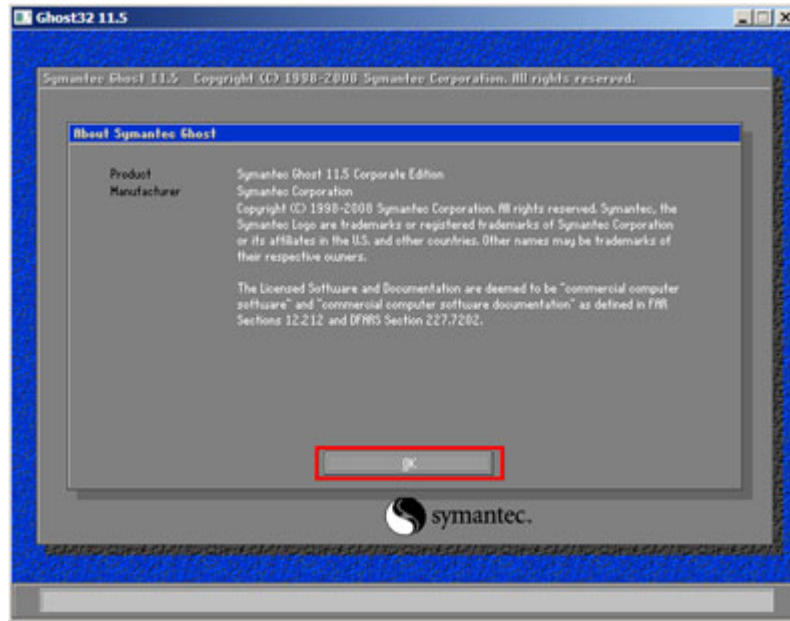 Ghost32 11.5
Symantec Ghost 11.5 Copyright (C) 1998-2008 Symantec Corporation. All rights reserved.
About Symantec Ghost
Product Symantec Ghost 11.5 Corporate Edition
Manufacturer Symantec Corporation
Copyright (C) 1998-2008 Symantec Corporation. All rights reserved. Symantec, the
Symantec Logo are trademarks or registered trademarks of Symantec Corporation
or its affiliates in the U.S. and other countries. Other names may be trademarks of
their respective owners.
The Licensed Software and Documentation are deemed to be "commercial computer
software" and "commercial computer software documentation" as defined in FAR
Sections 12.212 and DFARS Section 227.7202.
OK
symantec.